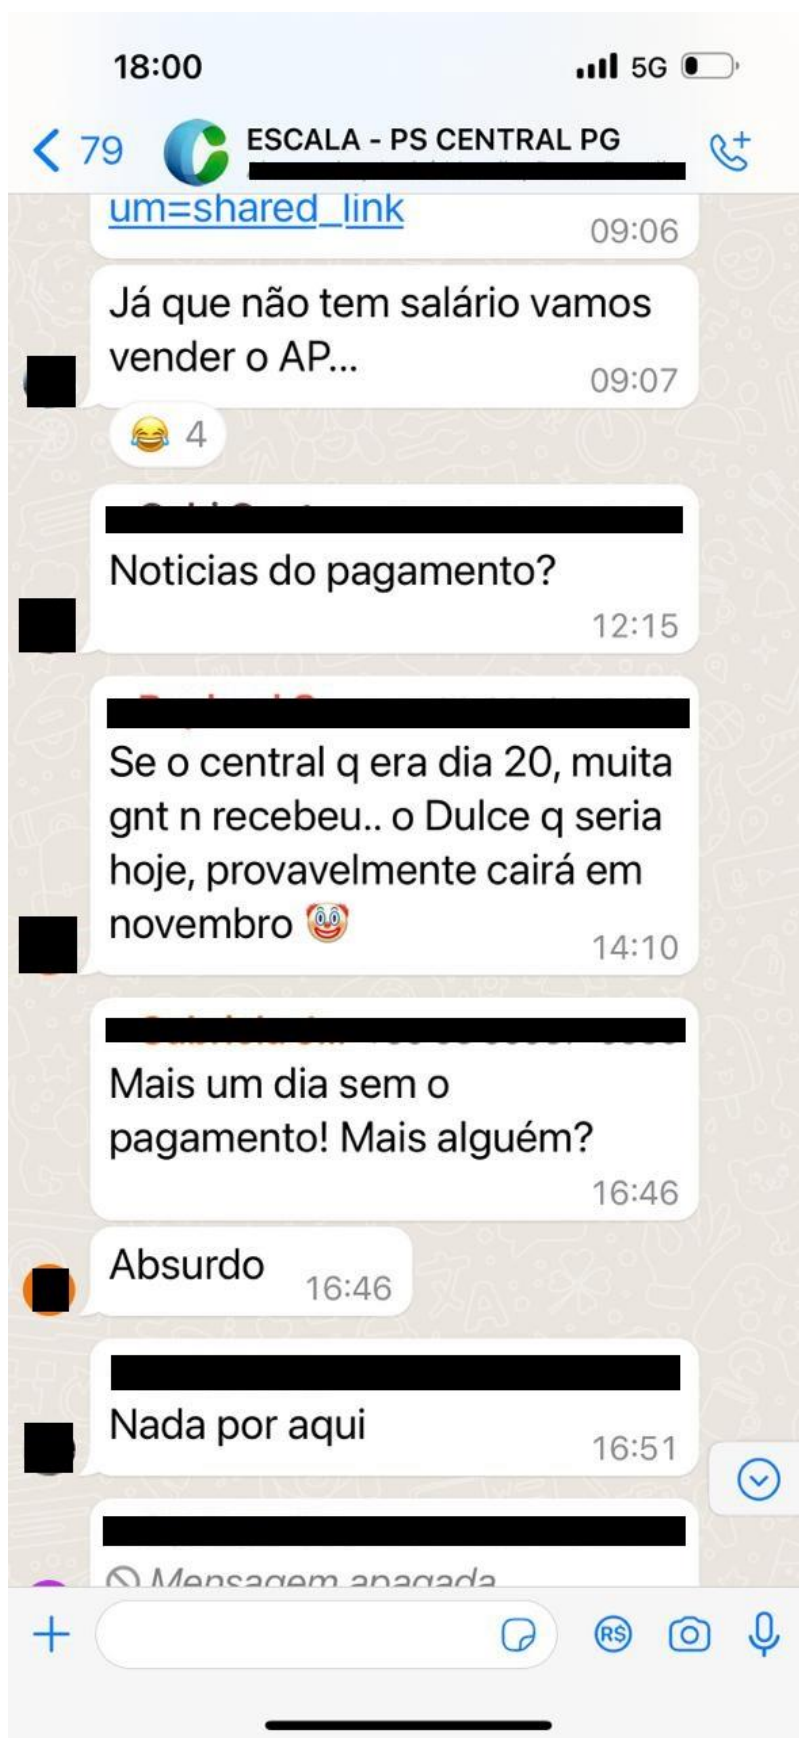 18:00
5G
79
ESCALA - PS CENTRAL PG
um=shared_link
09:06
Já que não tem salário vamos
vender o AP...
09:07
😂 4
Noticias do pagamento?
12:15
Se o central q era dia 20, muita
gnt n recebeu.. o Dulce q seria
hoje, provavelmente cairá em
novembro 🤡
14:10
Mais um dia sem o
pagamento! Mais alguém?
16:46
Absurdo
16:46
Nada por aqui
16:51
Mensagem apagada
R$